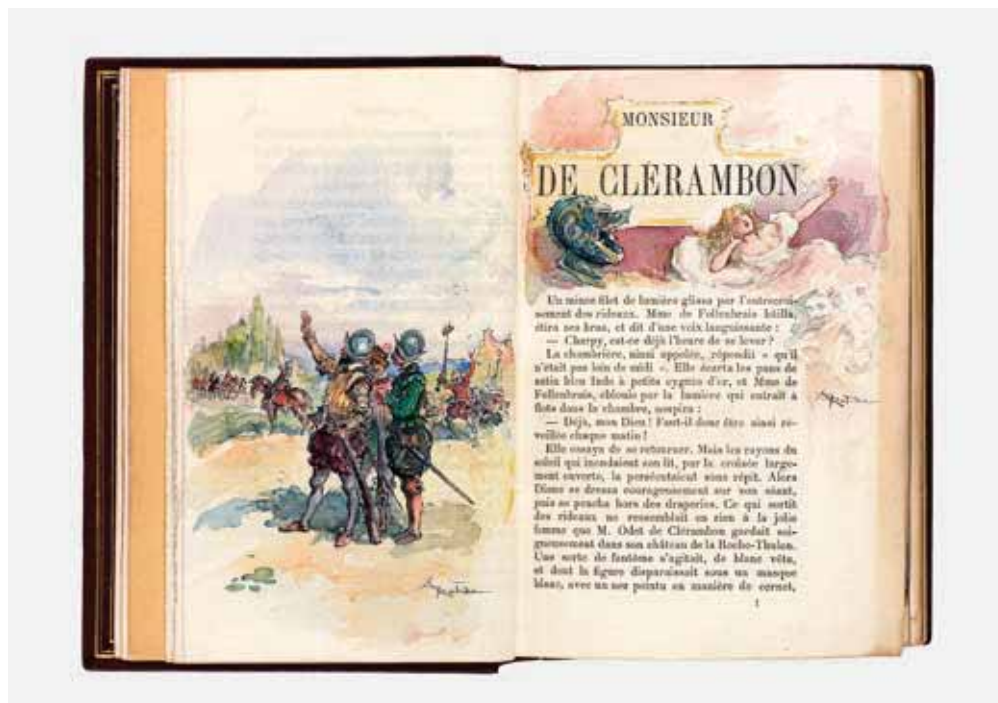 MONSIEUR
DE CLÉRAMBON
Un mince filet de lumière glissa par l'entrecroi-
sement des rideaux. Mme de Follenbrais bâilla,
étira ses bras, et dit d'une voix languissante :
— Charpy, est-ce déjà l'heure de se lever ?
La chambrière, ainsi appelée, répondit « qu'il
n'était pas loin de midi ». Elle écarta les pans de
satin bleu Inde à petits cygnes d'or, et Mme de
Follenbrais, éblouie par la lumière qui entrait à
flots dans la chambre, soupira :
— Déjà, mon Dieu ! Faut-il donc être ainsi ré-
veillée chaque matin !
Elle essaya de se retourner. Mais les rayons du
soleil qui inondaient son lit, par la croisée large-
ment ouverte, la persécutaient sans répit. Alors
Diane se dressa courageusement sur son séant,
puis se pencha hors des draperies. Ce qui sortit
des rideaux ne ressemblait en rien à la jolie
femme que M. Odet de Clérambon gardait soi-
gneusement dans son château de la Roche-Thulon.
Une sorte de fantôme s'agitait, de blanc vêtu,
et dont la figure disparaissait sous un masque
blanc, avec un nez pointu en manière de cornet,
1